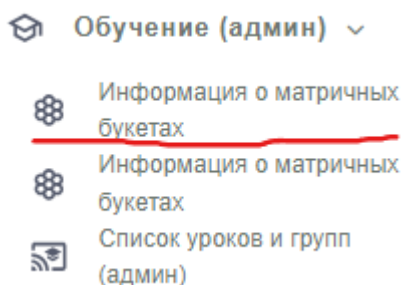 Обучение (админ)
Информация о матричных
букетах
Информация о матричных
букетах
Список уроков и групп
(админ)